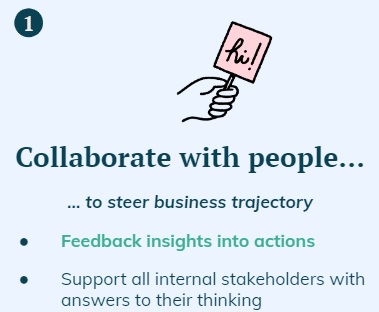 1
hi!
Collaborate with people...
... to steer business trajectory
• Feedback insights into actions
• Support all internal stakeholders with
answers to their thinking